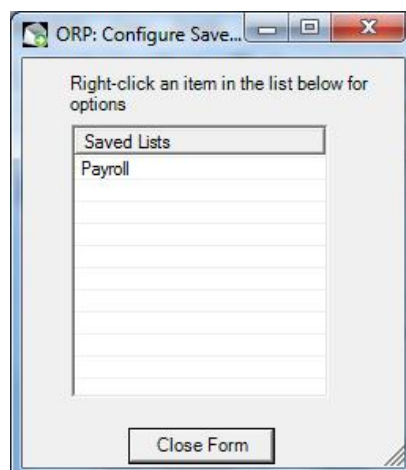 ORP: Configure Save...
Right-click an item in the list below for
options
Saved Lists
Payroll
Close Form